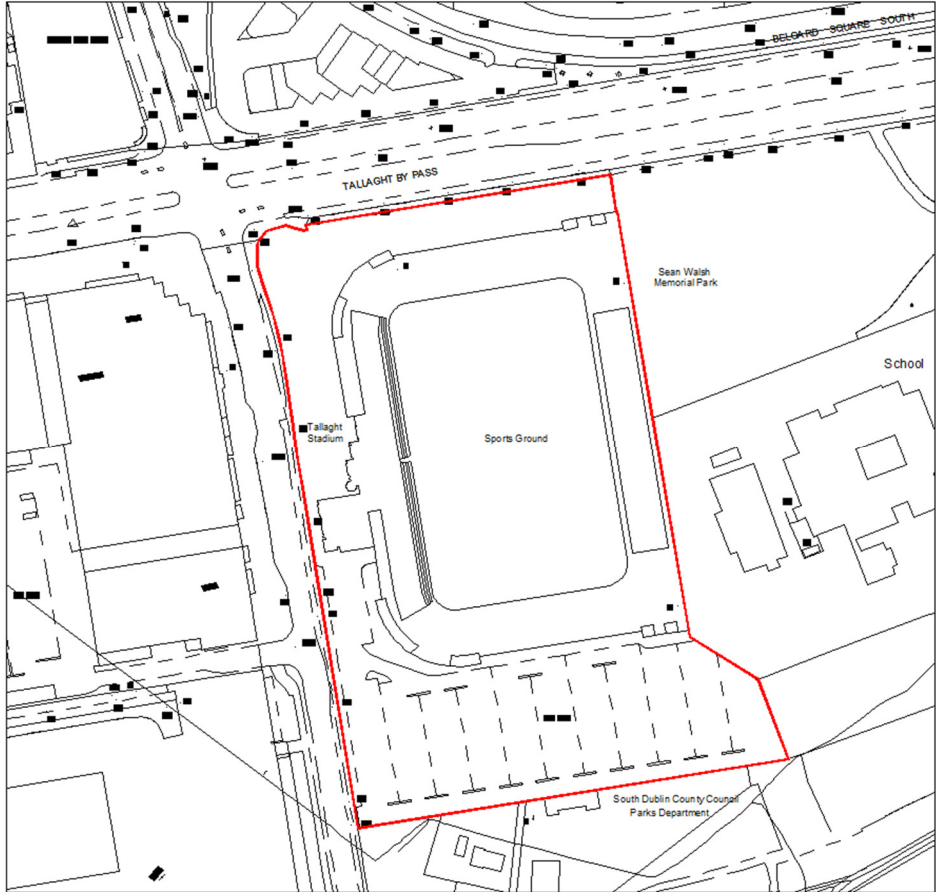 BELGARD SQUARE SOUTH
TALLAGHT BY PASS
Sean Walsh
Memorial Park
School
Tallaght
Stadium
Sports Ground
South Dublin County Council
Parks Department